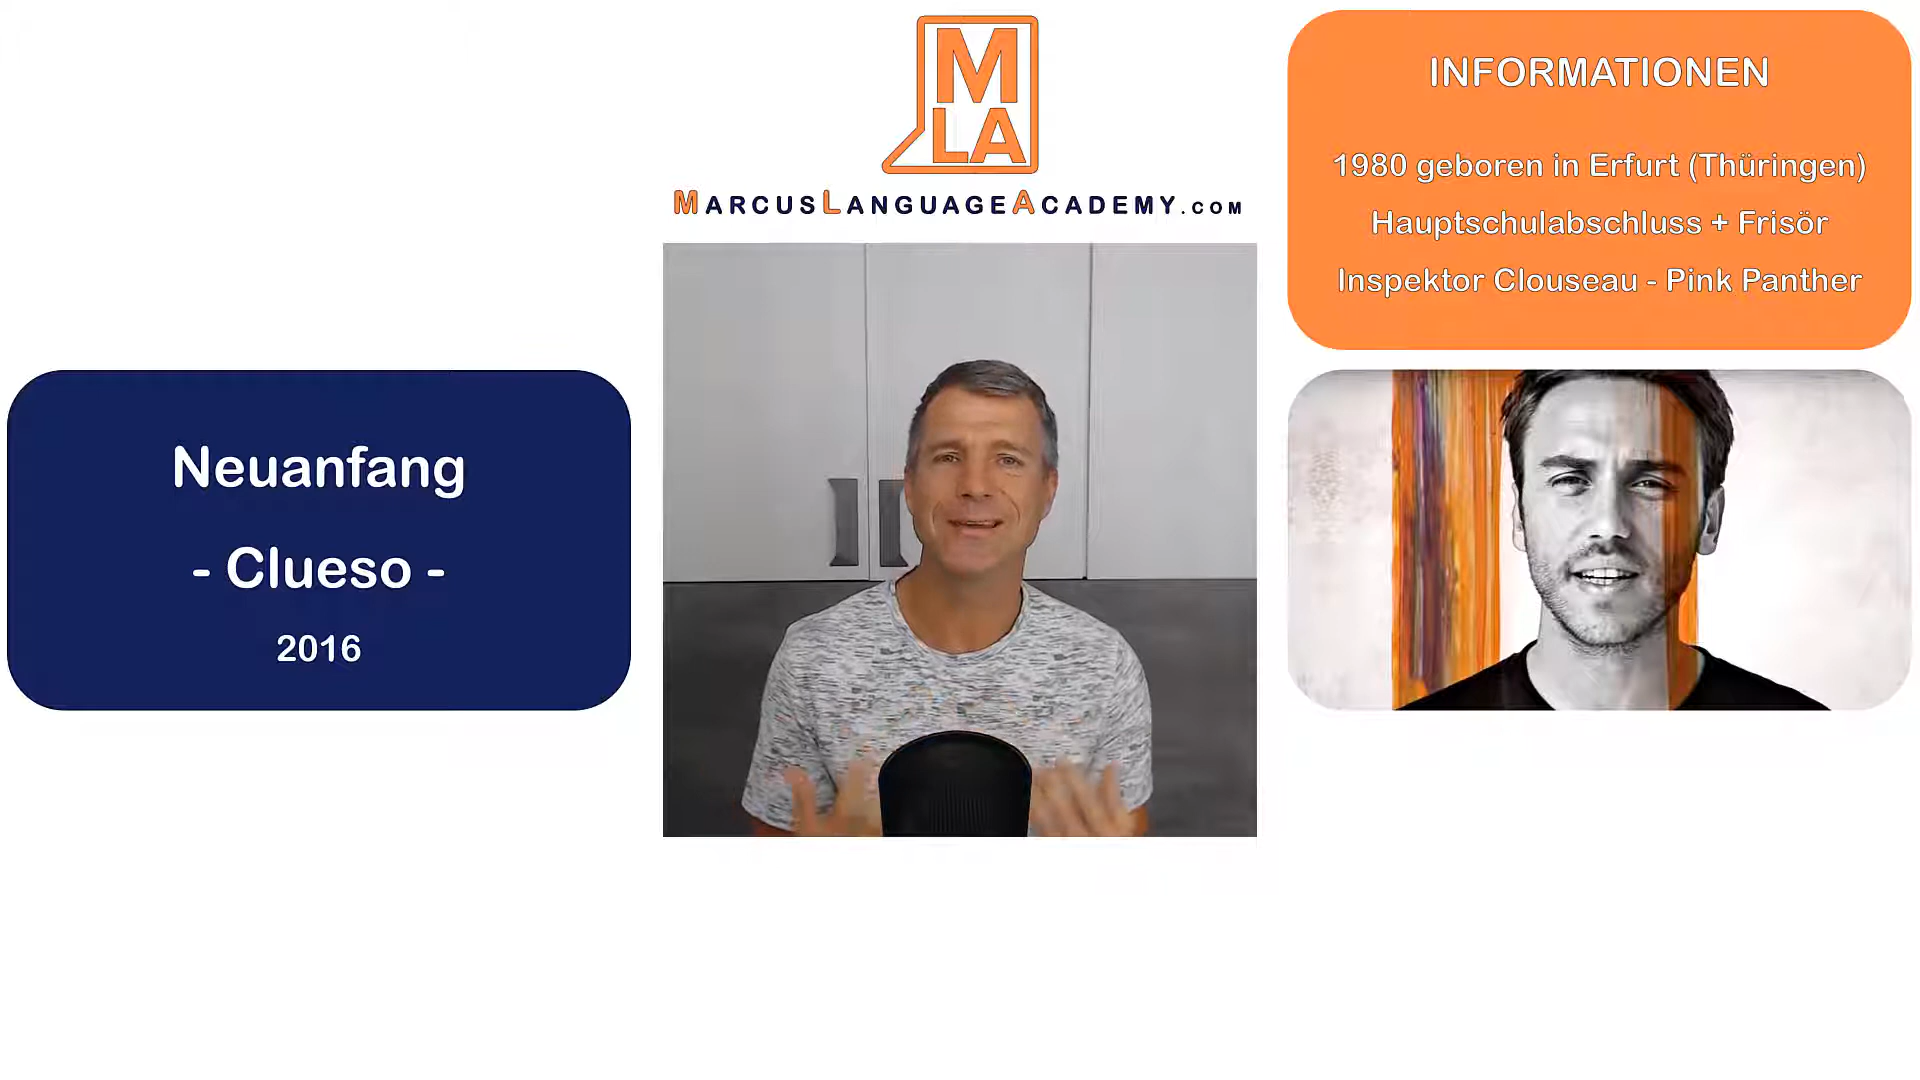 M
LA
MARCUSLANGUAGEACADEMY.COM
Neuanfang
- Clueso -
2016
INFORMATIONEN
1980 geboren in Erfurt (Thüringen)
Hauptschulabschluss + Frisör
Inspektor Clouseau - Pink Panther